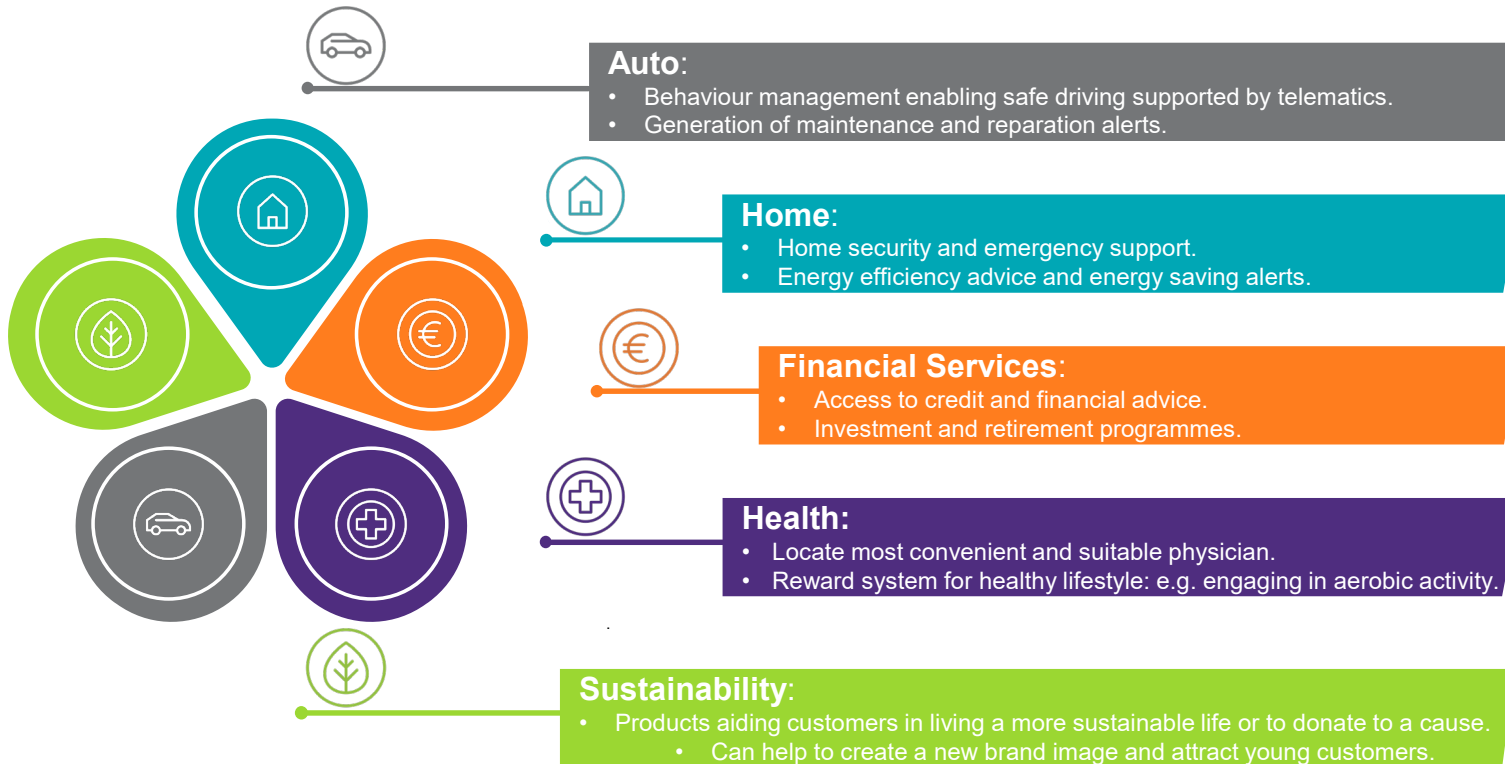 Auto:
• Behaviour management enabling safe driving supported by telematics.
• Generation of maintenance and reparation alerts.
Home:
• Home security and emergency support.
• Energy efficiency advice and energy saving alerts.
€
€
Financial Services:
• Access to credit and financial advice.
• Investment and retirement programmes.
Health:
• Locate most convenient and suitable physician.
• Reward system for healthy lifestyle: e.g. engaging in aerobic activity.
.
Sustainability:
• Products aiding customers in living a more sustainable life or to donate to a cause.
• Can help to create a new brand image and attract young customers.